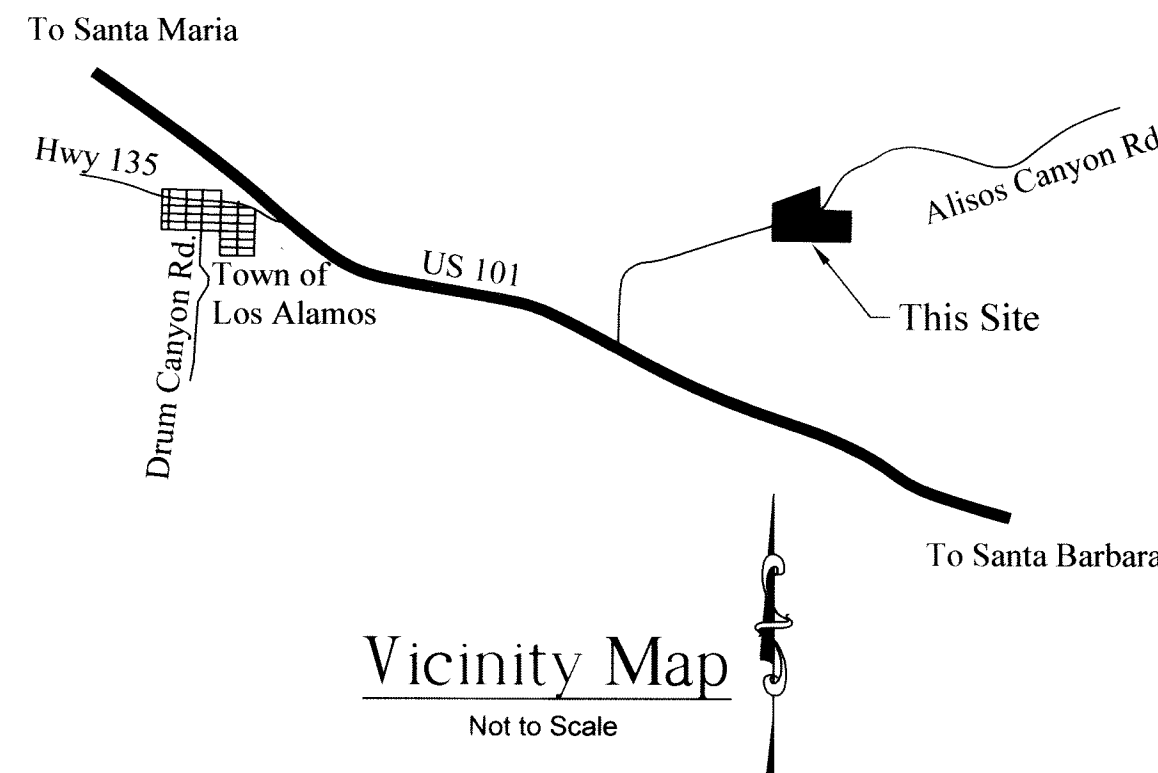 To Santa Maria
Hwy 135
Alisos Canyon Rd
US 101
Town of
Los Alamos
Drum Canyon Rd.
This Site
To Santa Barbara
Vicinity Map
Not to Scale